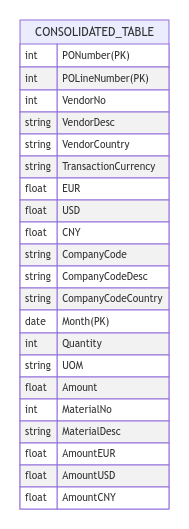 CONSOLIDATED_TABLE
int PONumber(PK)
int POLineNumber(PK)
int VendorNo
string VendorDesc
string VendorCountry
string TransactionCurrency
float EUR
float USD
float CNY
string CompanyCode
string CompanyCodeDesc
string CompanyCodeCountry
date Month(PK)
int Quantity
string UOM
float Amount
int MaterialNo
string MaterialDesc
float AmountEUR
float AmountUSD
float AmountCNY